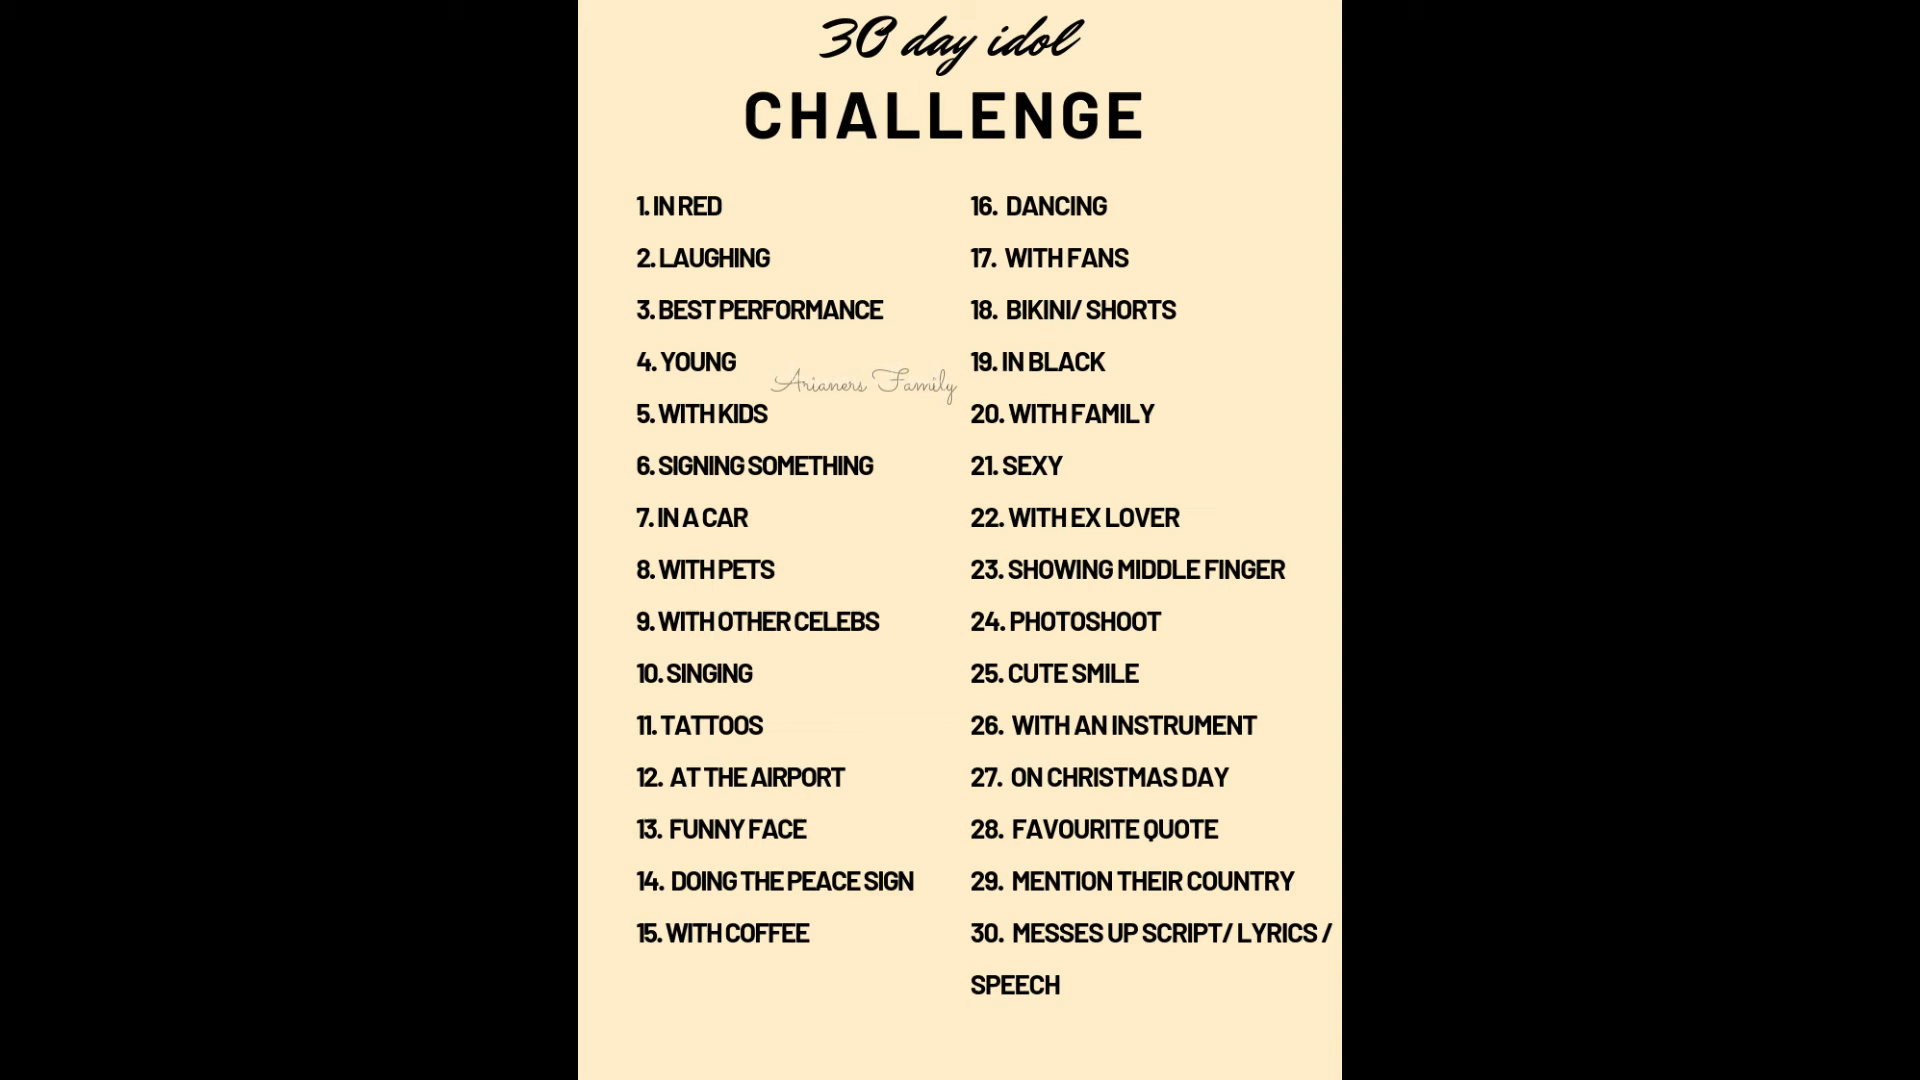 30 day idol
CHALLENGE
1. IN RED
2. LAUGHING
3. BEST PERFORMANCE
4. YOUNG
5. WITH KIDS
6. SIGNING SOMETHING
7. IN A CAR
8. WITH PETS
9. WITH OTHER CELEBS
10. SINGING
11. TATTOOS
12. AT THE AIRPORT
13. FUNNY FACE
14. DOING THE PEACE SIGN
15. WITH COFFEE
Arianers Family
16. DANCING
17. WITH FANS
18. BIKINI/ SHORTS
19. IN BLACK
20. WITH FAMILY
21. SEXY
22. WITH EX LOVER
23. SHOWING MIDDLE FINGER
24. PHOTOSHOOT
25. CUTE SMILE
26. WITH AN INSTRUMENT
27. ON CHRISTMAS DAY
28. FAVOURITE QUOTE
29. MENTION THEIR COUNTRY
30. MESSES UP SCRIPT/ LYRICS /
SPEECH